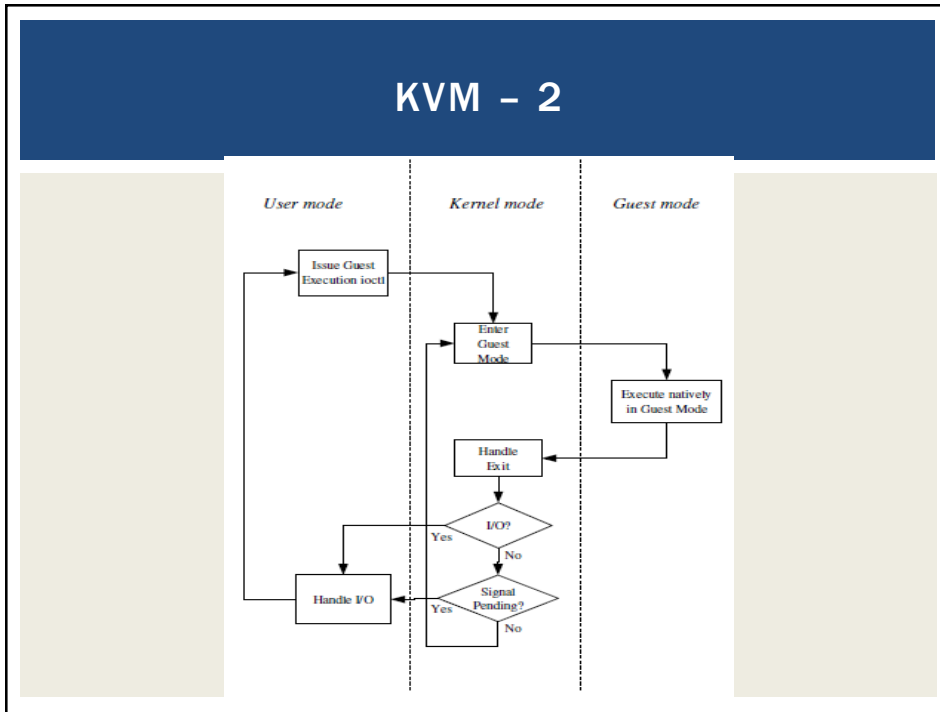 KVM – 2
User mode
Kernel mode
Guest mode
Issue Guest
Execution ioctl
Enter
Guest
Mode
Execute natively
in Guest Mode
Handle
Exit
I/O?
Yes
No
Handle I/O
Signal
Pending?
Yes
No